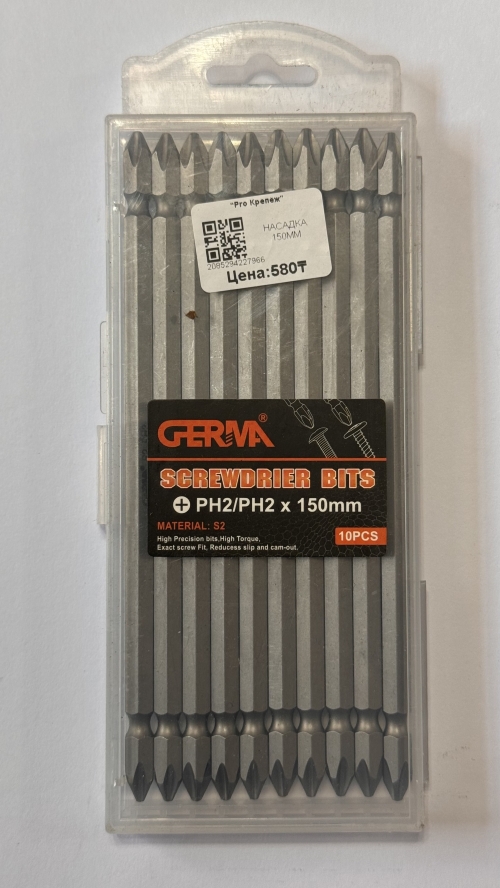 "Pro Крепеж"
НАСАДКА
150ММ
2085294227966
Цена:580₸
GERMA®
SCREWDRIER BITS
PH2/PH2 x 150mm
MATERIAL: S2
High Precision bits,High Torque,
Exact screw Fit, Reducess slip and cam-out.
10PCS